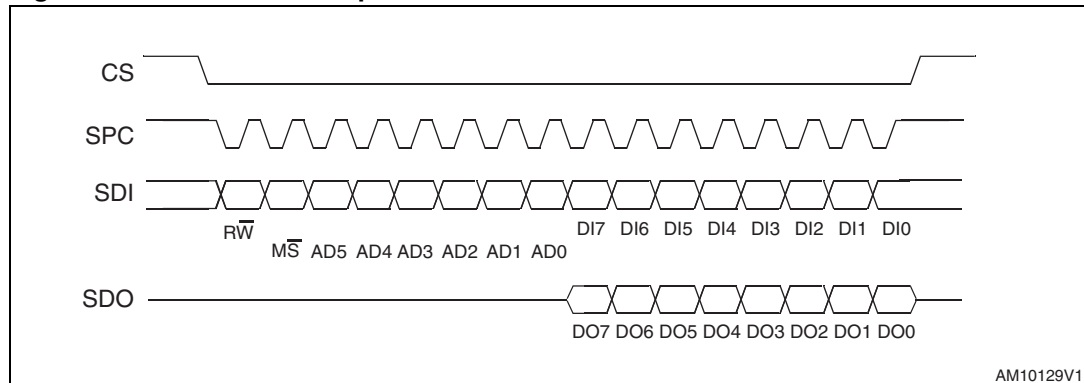 CS
SPC
SDI
DI7 DI6 DI5 DI4 DI3 DI2 DI1 DI0
RW̅
MS̅ AD5 AD4 AD3 AD2 AD1 AD0
SDO
DO7 DO6 DO5 DO4 DO3 DO2 DO1 DO0
AM10129V1